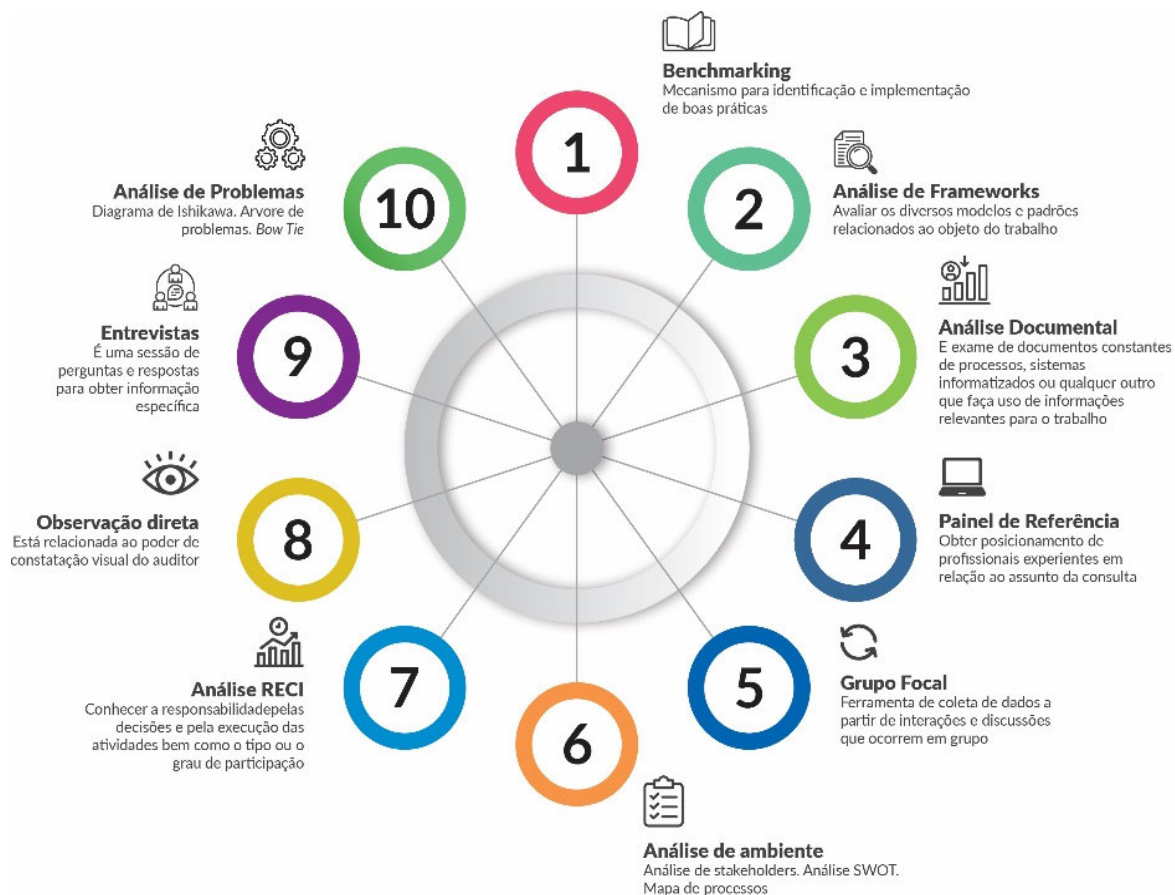 1
Benchmarking
Mecanismo para identificação e implementação
de boas práticas
2
Análise de Frameworks
Avaliar os diversos modelos e padrões
relacionados ao objeto do trabalho
3
Análise Documental
E exame de documentos constantes
de processos, sistemas
informatizados ou qualquer outro
que faça uso de informações
relevantes para o trabalho
4
Painel de Referência
Obter posicionamento de
profissionais experientes em
relação ao assunto da consulta
5
Grupo Focal
Ferramenta de coleta de dados a
partir de interações e discussões
que ocorrem em grupo
6
Análise de ambiente
Análise de stakeholders. Análise SWOT.
Mapa de processos
7
Análise RECI
Conhecer a responsabilidadepelas
decisões e pela execução das
atividades bem como o tipo ou o
grau de participação
8
Observação direta
Está relacionada ao poder de
constatação visual do auditor
9
Entrevistas
É uma sessão de
perguntas e respostas
para obter informação
específica
10
Análise de Problemas
Diagrama de Ishikawa. Arvore de
problemas. Bow Tie